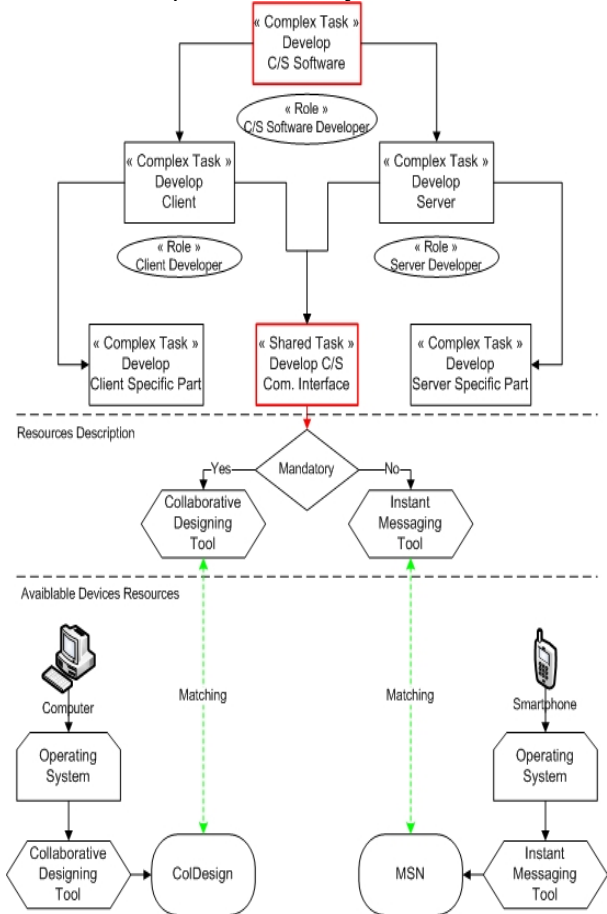 « Complex Task »
Develop
C/S Software
« Role »
C/S Software Developer
« Complex Task »
Develop
Client
« Complex Task »
Develop
Server
« Role »
Client Developer
« Role »
Server Developer
« Complex Task »
Develop
Client Specific Part
« Shared Task »
Develop C/S
Com. Interface
« Complex Task »
Develop
Server Specific Part
Resources Description
Mandatory
Yes
No
Collaborative
Designing
Tool
Instant
Messaging
Tool
Avaiblable Devices Resources
Computer
Matching
Matching
Smartphone
Operating
System
Operating
System
Collaborative
Designing
Tool
ColDesign
MSN
Instant
Messaging
Tool